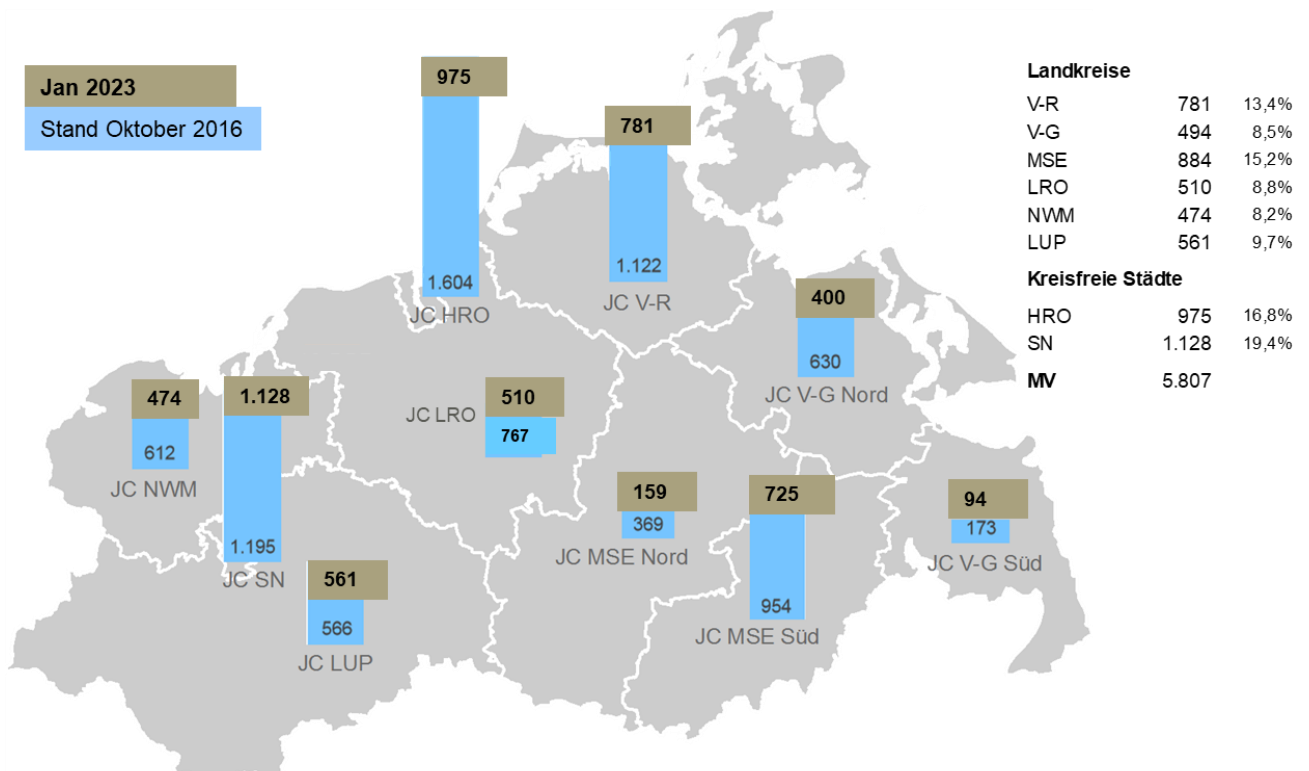 Jan 2023
Stand Oktober 2016
975
1.604
JC HRO
781
1.122
JC V-R
400
630
JC V-G Nord
474
612
JC NWM
1.128
1.195
JC SN
JC LRO
510
767
159
369
JC MSE Nord
725
954
JC MSE Süd
94
173
JC V-G Süd
561
566
JC LUP
Landkreise
V-R 781 13,4%
V-G 494 8,5%
MSE 884 15,2%
LRO 510 8,8%
NWM 474 8,2%
LUP 561 9,7%
Kreisfreie Städte
HRO 975 16,8%
SN 1.128 19,4%
MV 5.807